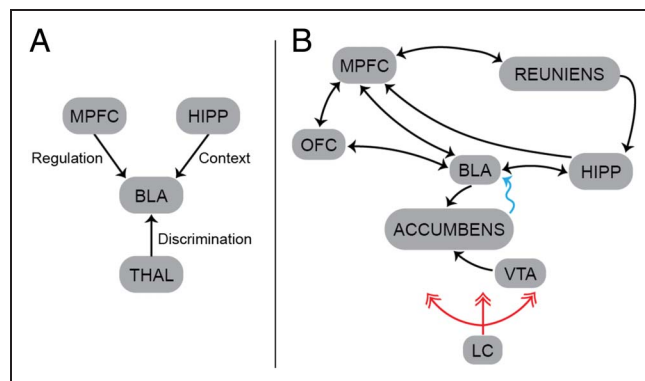 A
MPFC
HIPP
Regulation
Context
BLA
Discrimination
THAL
B
MPFC
REUNIENS
OFC
BLA
HIPP
ACCUMBENS
VTA
LC